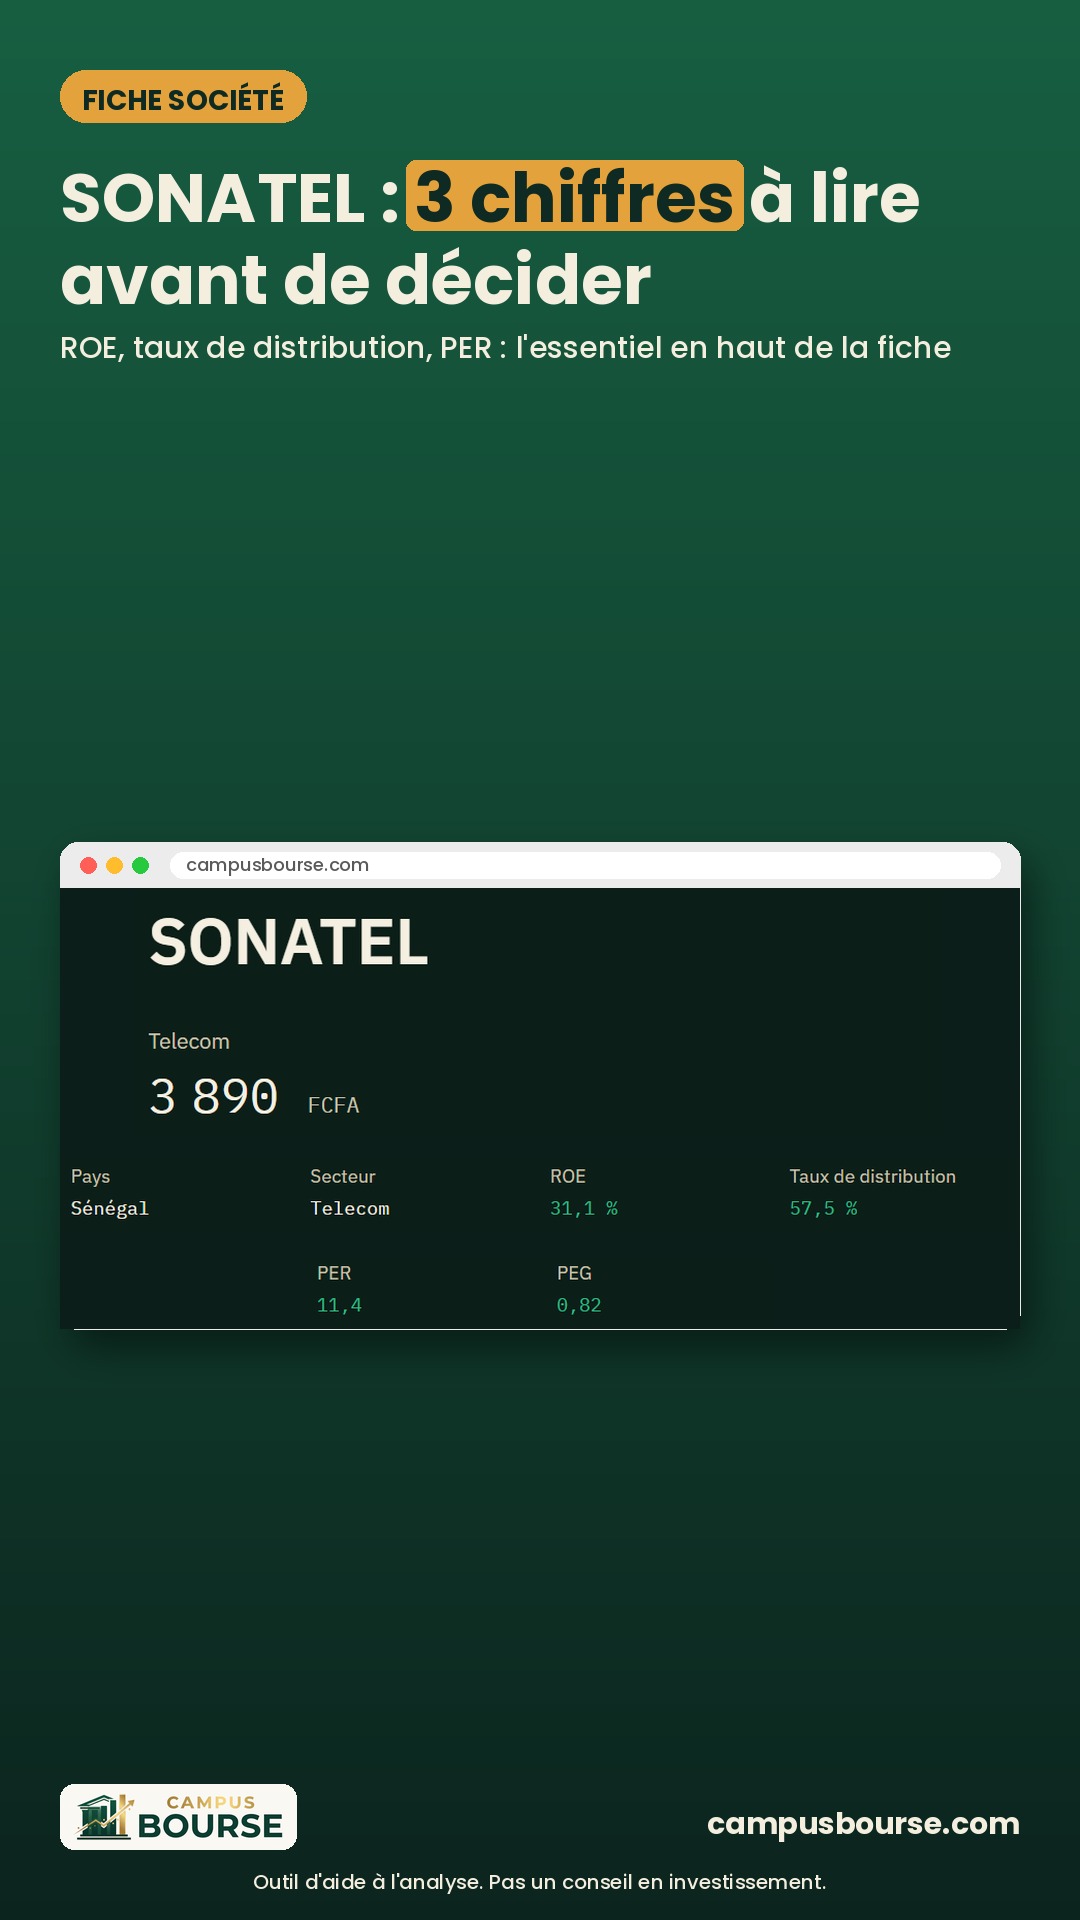 FICHE SOCIÉTÉ
SONATEL : 3 chiffres à lire
avant de décider
ROE, taux de distribution, PER : l'essentiel en haut de la fiche
campusbourse.com
SONATEL
Telecom
3 890 FCFA
Pays Secteur ROE Taux de distribution
Sénégal Telecom 31,1 % 57,5 %
PER PEG
11,4 0,82
CAMPUS
BOURSE
campusbourse.com
Outil d'aide à l'analyse. Pas un conseil en investissement.